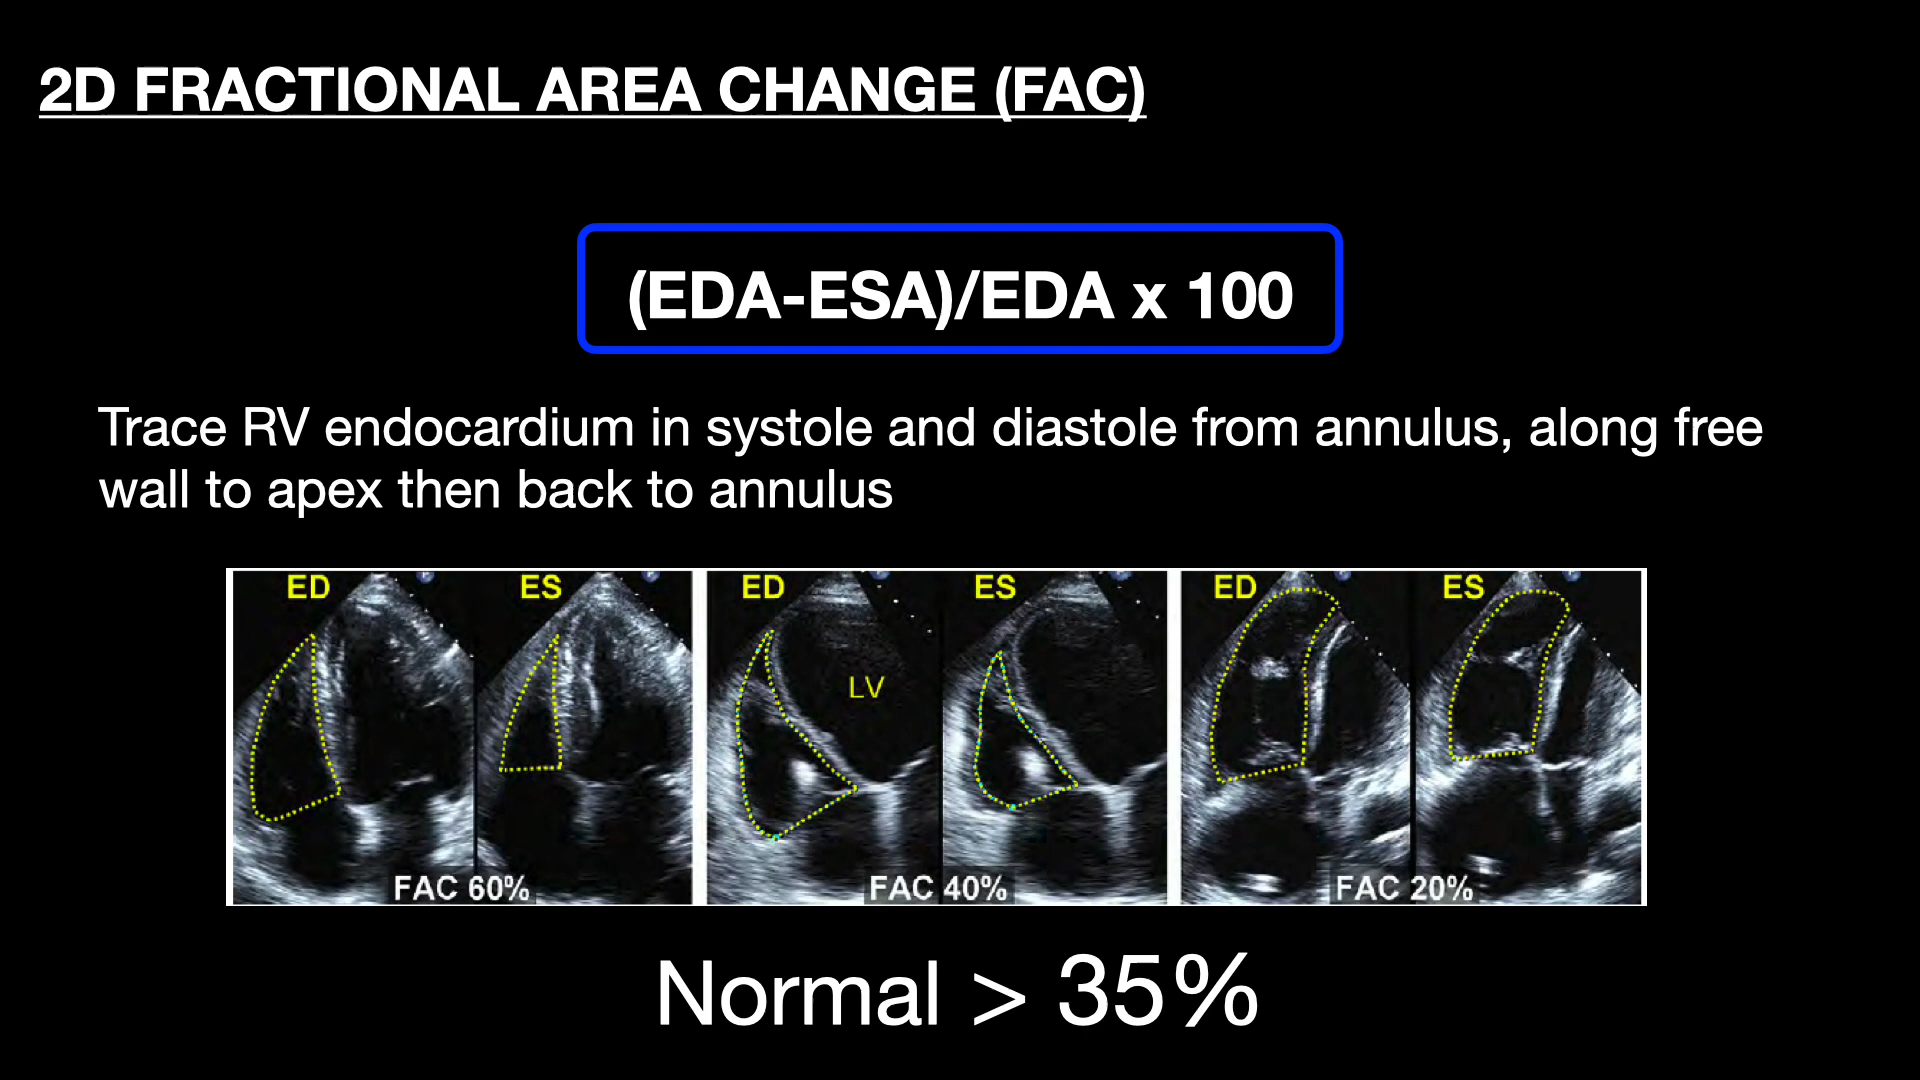 2D FRACTIONAL AREA CHANGE (FAC)
(EDA-ESA)/EDA x 100
Trace RV endocardium in systole and diastole from annulus, along free
wall to apex then back to annulus
ED ES ED ES ED ES
LV
FAC 60% FAC 40% FAC 20%
Normal > 35%